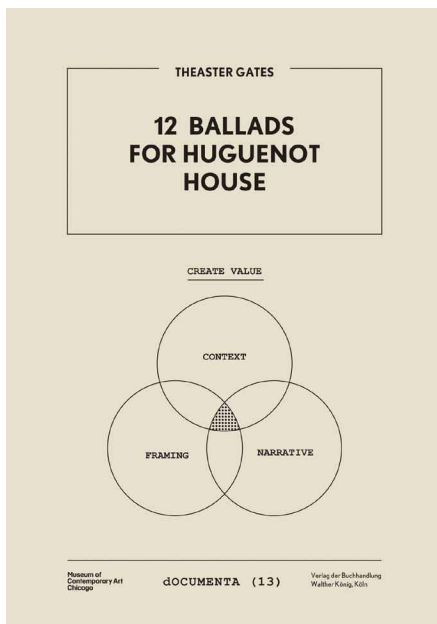 THEASTER GATES
12 BALLADS
FOR HUGUENOT
HOUSE
CREATE VALUE
CONTEXT
FRAMING
NARRATIVE
Museum of
Contemporary Art
Chicago
dOCUMENTA (13)
Verlag der Buchhandlung
Walther König, Köln